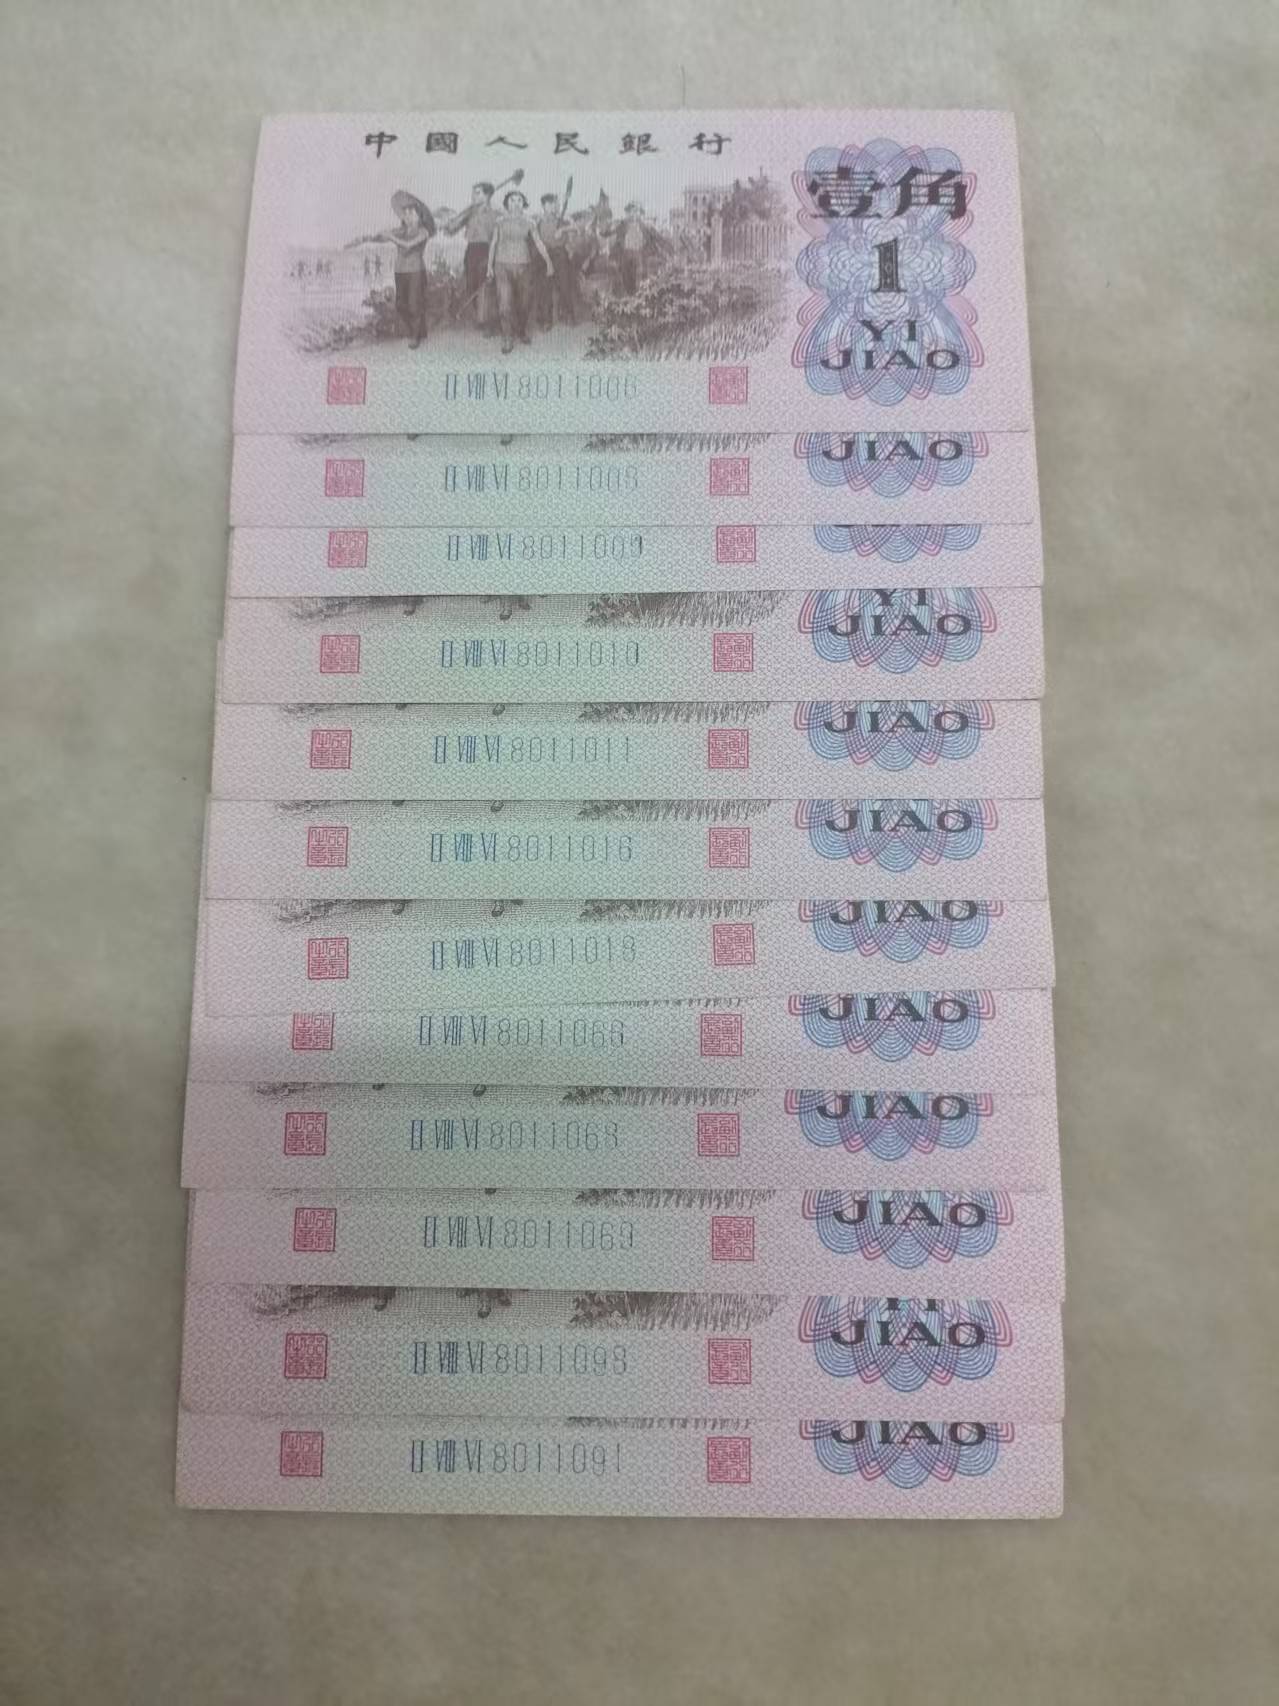 中國人民銀行
壹角
1
YI
JIAO
II VIII VI 8011006
JIAO
II VIII VI 8011008
II VIII VI 8011009
YI
JIAO
II VIII VI 8011010
JIAO
II VIII VI 8011011
JIAO
II VIII VI 8011016
JIAO
II VIII VI 8011018
JIAO
II VIII VI 8011066
JIAO
II VIII VI 8011068
JIAO
II VIII VI 8011069
YI
JIAO
II VIII VI 8011098
JIAO
II VIII VI 8011091